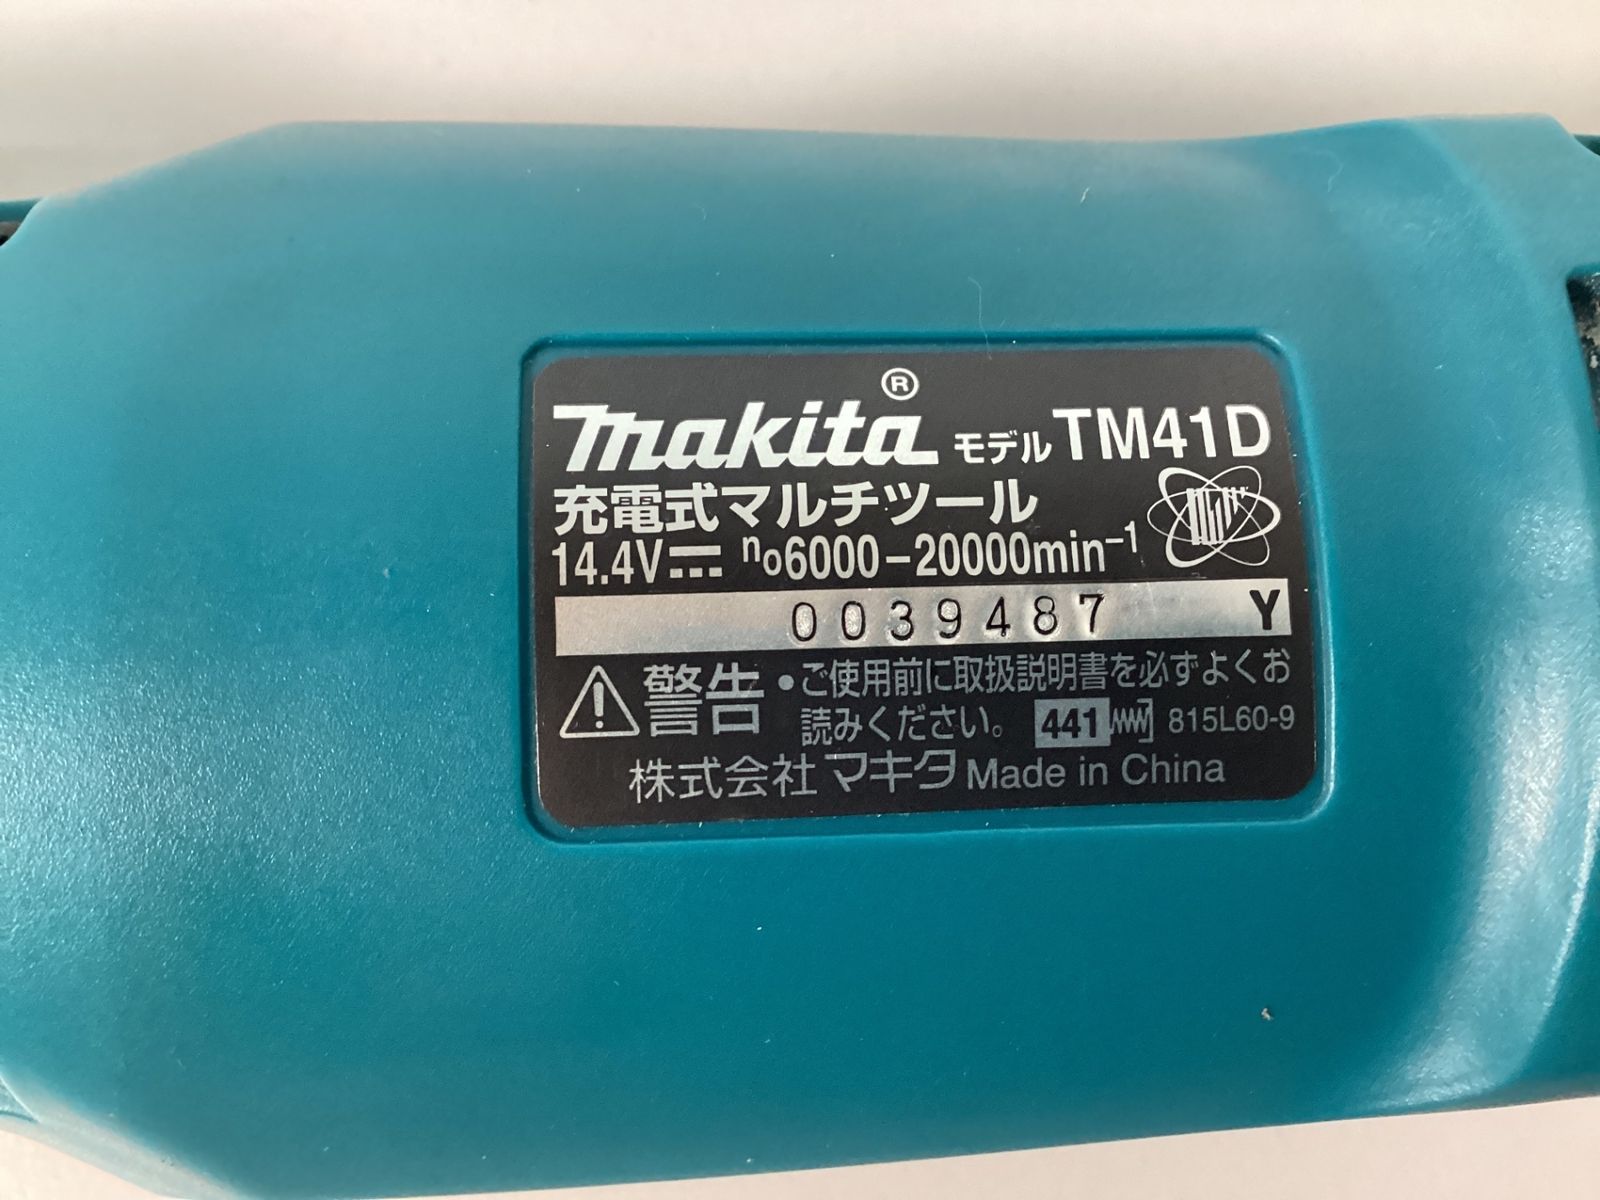 makita® モデル TM41D
充電式マルチツール
14.4V⎓ n₀6000-20000min⁻¹
0039487 Y
⚠警告 •ご使用前に取扱説明書を必ずよくお
読みください。 441 815L60-9
株式会社マキタ Made in China